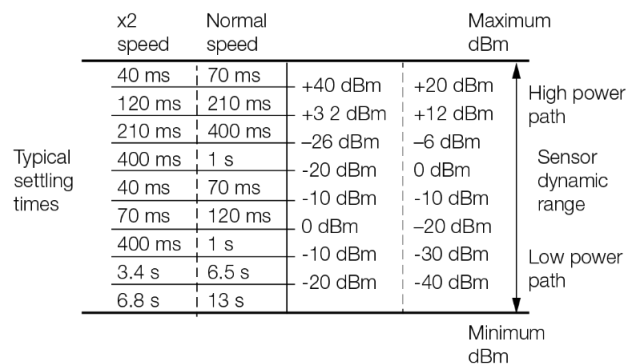 x2 speed Normal speed Maximum dBm
40 ms 70 ms
+40 dBm +20 dBm High power path
120 ms 210 ms
+3 2 dBm +12 dBm
210 ms 400 ms
–26 dBm –6 dBm
Typical settling times 400 ms 1 s Sensor dynamic range
-20 dBm 0 dBm
40 ms 70 ms
-10 dBm -10 dBm
70 ms 120 ms
0 dBm –20 dBm
400 ms 1 s
-10 dBm -30 dBm Low power path
3.4 s 6.5 s
-20 dBm -40 dBm
6.8 s 13 s
Minimum dBm